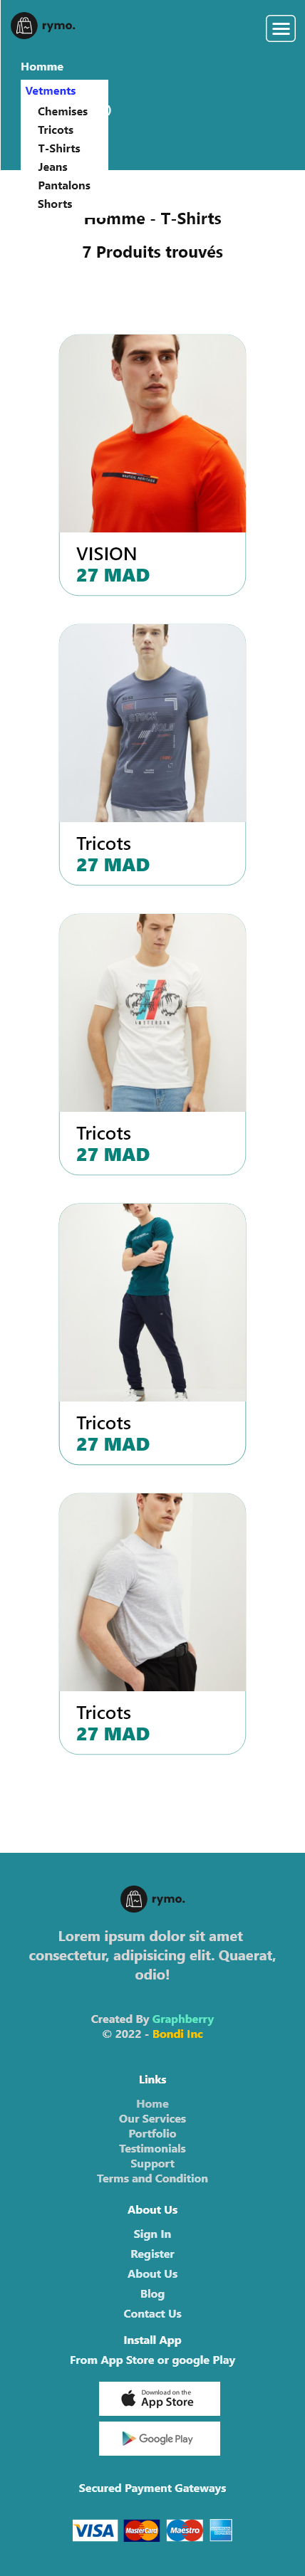 rymo.
Homme
Vetments
Chemises
Tricots
T-Shirts
Jeans
Pantalons
Shorts
Homme - T-Shirts
7 Produits trouvés
VISION
27 MAD
Tricots
27 MAD
AMSTERDAM
Tricots
27 MAD
Tricots
27 MAD
Tricots
27 MAD
rymo.
Lorem ipsum dolor sit amet
consectetur, adipisicing elit. Quaerat,
odio!
Created By Graphberry
© 2022 - Bondi Inc
Links
Home
Our Services
Portfolio
Testimonials
Support
Terms and Condition
About Us
Sign In
Register
About Us
Blog
Contact Us
Install App
From App Store or google Play
Download on the
App Store
Google Play
Secured Payment Gateways
VISA
MasterCard
Maestro